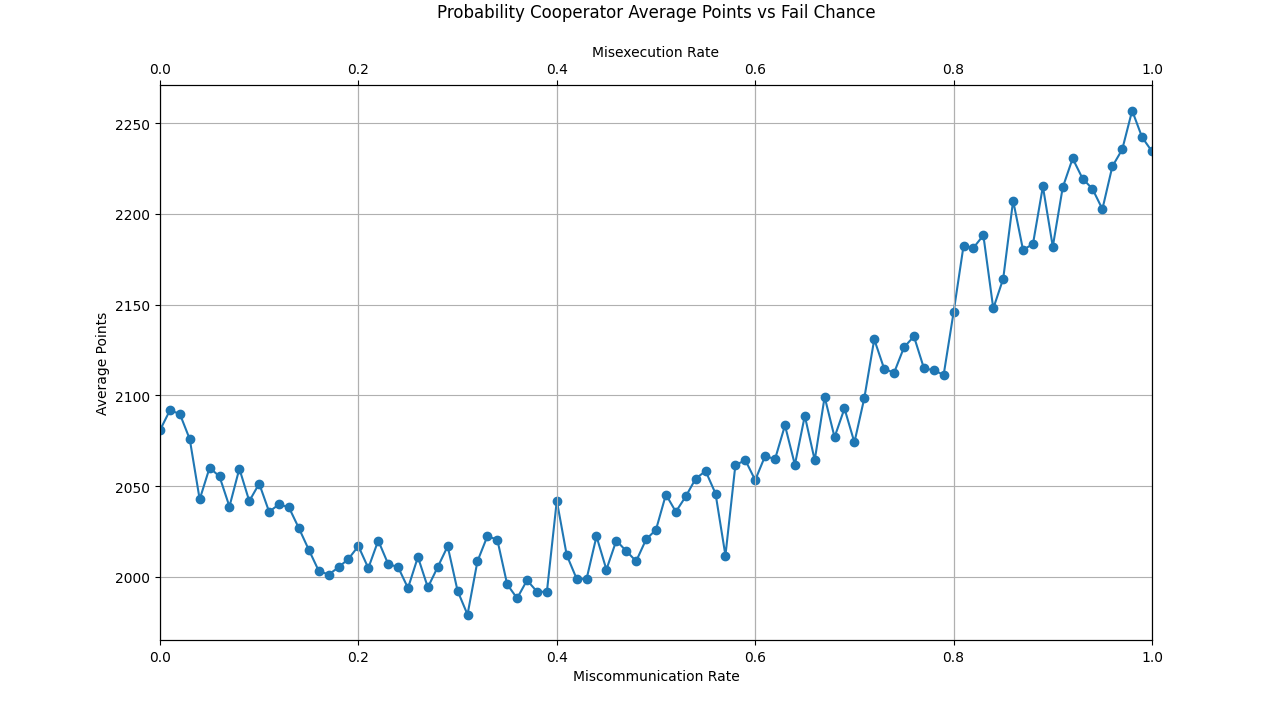 Probability Cooperator Average Points vs Fail Chance
Misexecution Rate
0.0 0.2 0.4 0.6 0.8 1.0
2250
2200
2150
2100
2050
2000
Average Points
0.0 0.2 0.4 0.6 0.8 1.0
Miscommunication Rate